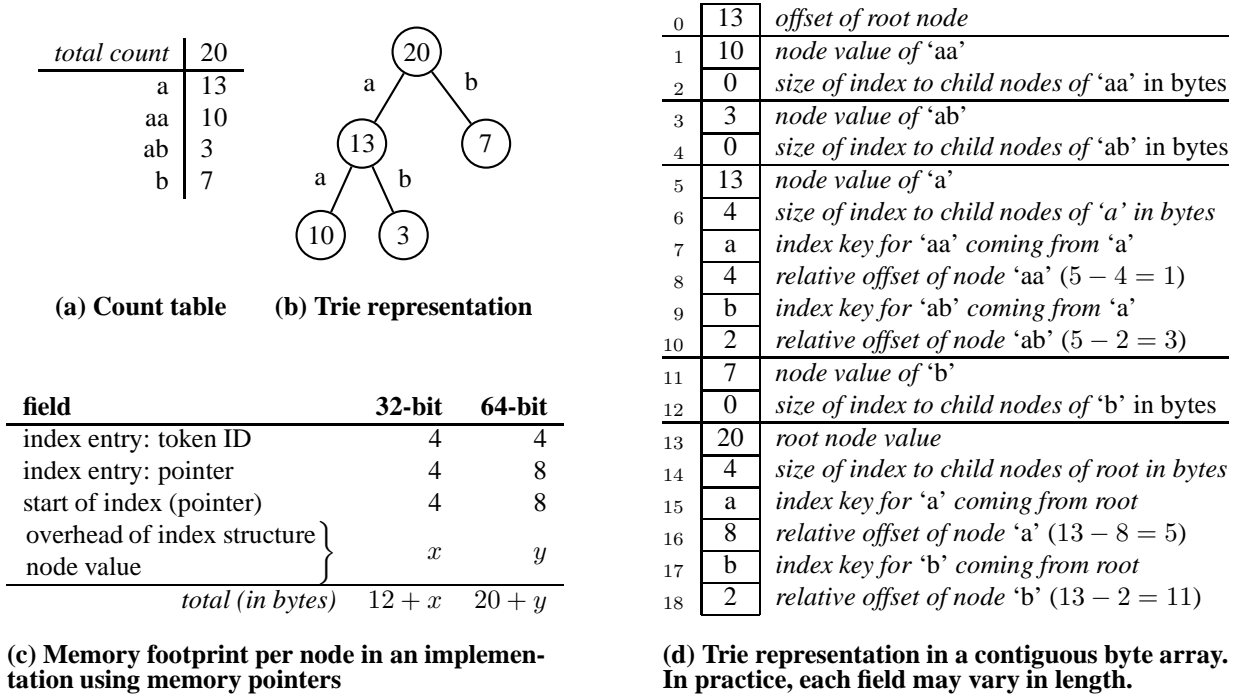 total count 20
a 13
aa 10
ab 3
b 7
(a) Count table
20
a b
13 7
a b
10 3
(b) Trie representation
field 32-bit 64-bit
index entry: token ID 4 4
index entry: pointer 4 8
start of index (pointer) 4 8
overhead of index structure
node value } x y
total (in bytes) 12 + x 20 + y
(c) Memory footprint per node in an implemen-
tation using memory pointers
0 13 offset of root node
1 10 node value of ‘aa’
2 0 size of index to child nodes of ‘aa’ in bytes
3 3 node value of ‘ab’
4 0 size of index to child nodes of ‘ab’ in bytes
5 13 node value of ‘a’
6 4 size of index to child nodes of ‘a’ in bytes
7 a index key for ‘aa’ coming from ‘a’
8 4 relative offset of node ‘aa’ (5 − 4 = 1)
9 b index key for ‘ab’ coming from ‘a’
10 2 relative offset of node ‘ab’ (5 − 2 = 3)
11 7 node value of ‘b’
12 0 size of index to child nodes of ‘b’ in bytes
13 20 root node value
14 4 size of index to child nodes of root in bytes
15 a index key for ‘a’ coming from root
16 8 relative offset of node ‘a’ (13 − 8 = 5)
17 b index key for ‘b’ coming from root
18 2 relative offset of node ‘b’ (13 − 2 = 11)
(d) Trie representation in a contiguous byte array.
In practice, each field may vary in length.